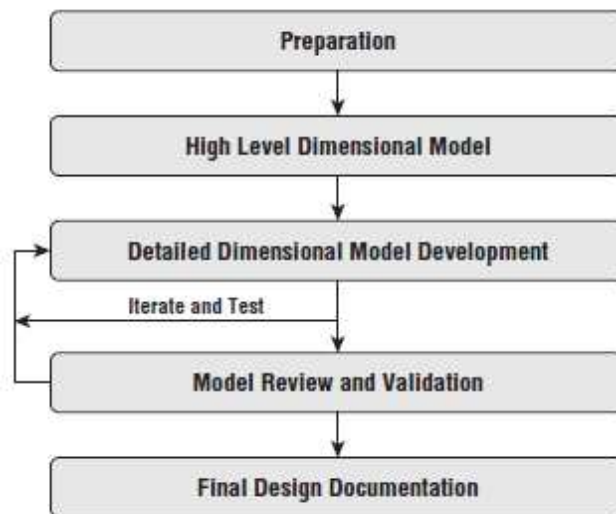 Preparation
High Level Dimensional Model
Detailed Dimensional Model Development
Iterate and Test
Model Review and Validation
Final Design Documentation